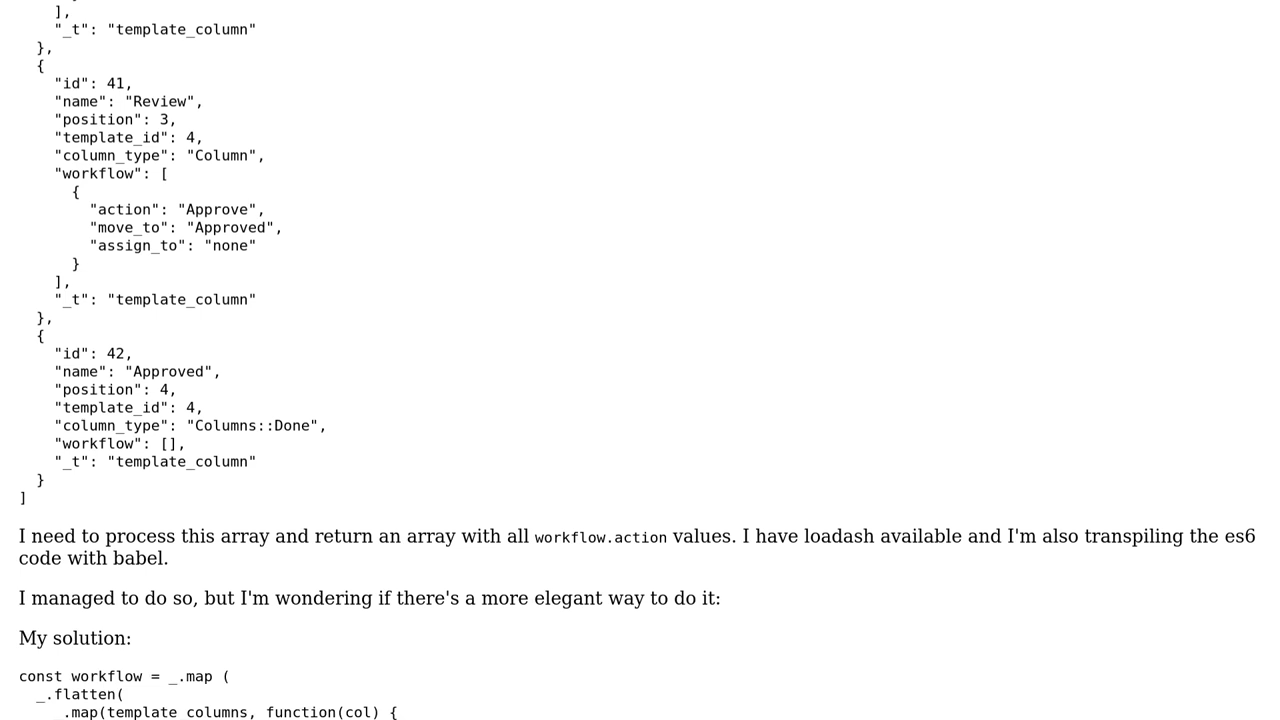 ],
    "_t": "template_column"
  },
  {
    "id": 41,
    "name": "Review",
    "position": 3,
    "template_id": 4,
    "column_type": "Column",
    "workflow": [
      {
        "action": "Approve",
        "move_to": "Approved",
        "assign_to": "none"
      }
    ],
    "_t": "template_column"
  },
  {
    "id": 42,
    "name": "Approved",
    "position": 4,
    "template_id": 4,
    "column_type": "Columns::Done",
    "workflow": [],
    "_t": "template_column"
  }
]
I need to process this array and return an array with all workflow.action values. I have loadash available and I'm also transpiling the es6
code with babel.
I managed to do so, but I'm wondering if there's a more elegant way to do it:
My solution:
const workflow = _.map (
  _.flatten(
    _.map(template_columns, function(col) {